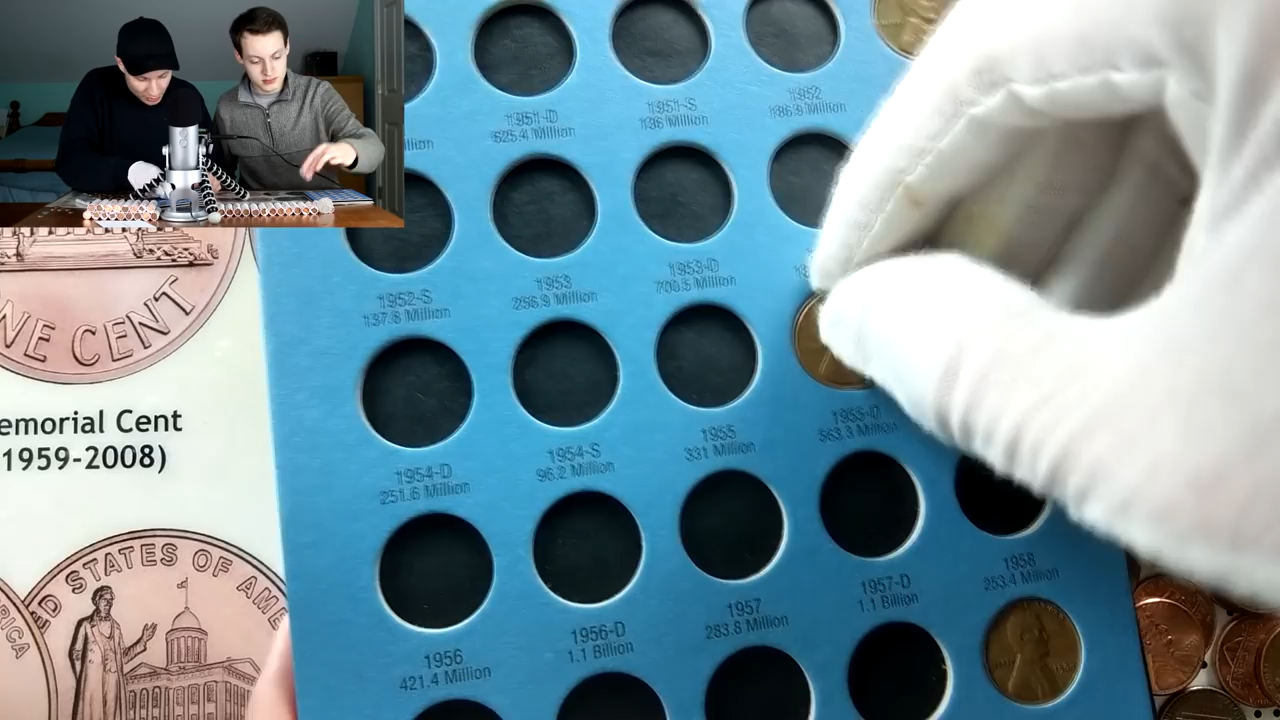 1951-D
625.4 Million
1951-S
136 Million
1952
186.9 Million
llion
1952-S
137.8 Million
1953
256.9 Million
1953-D
700.5 Million
1954-D
251.6 Million
1954-S
96.2 Million
1955
331 Million
1955-D
563.3 Million
1956
421.4 Million
1956-D
1.1 Billion
1957
283.8 Million
1957-D
1.1 Billion
1958
253.4 Million
NE CENT
emorial Cent
1959-2008)
D STATES OF AME
RICA